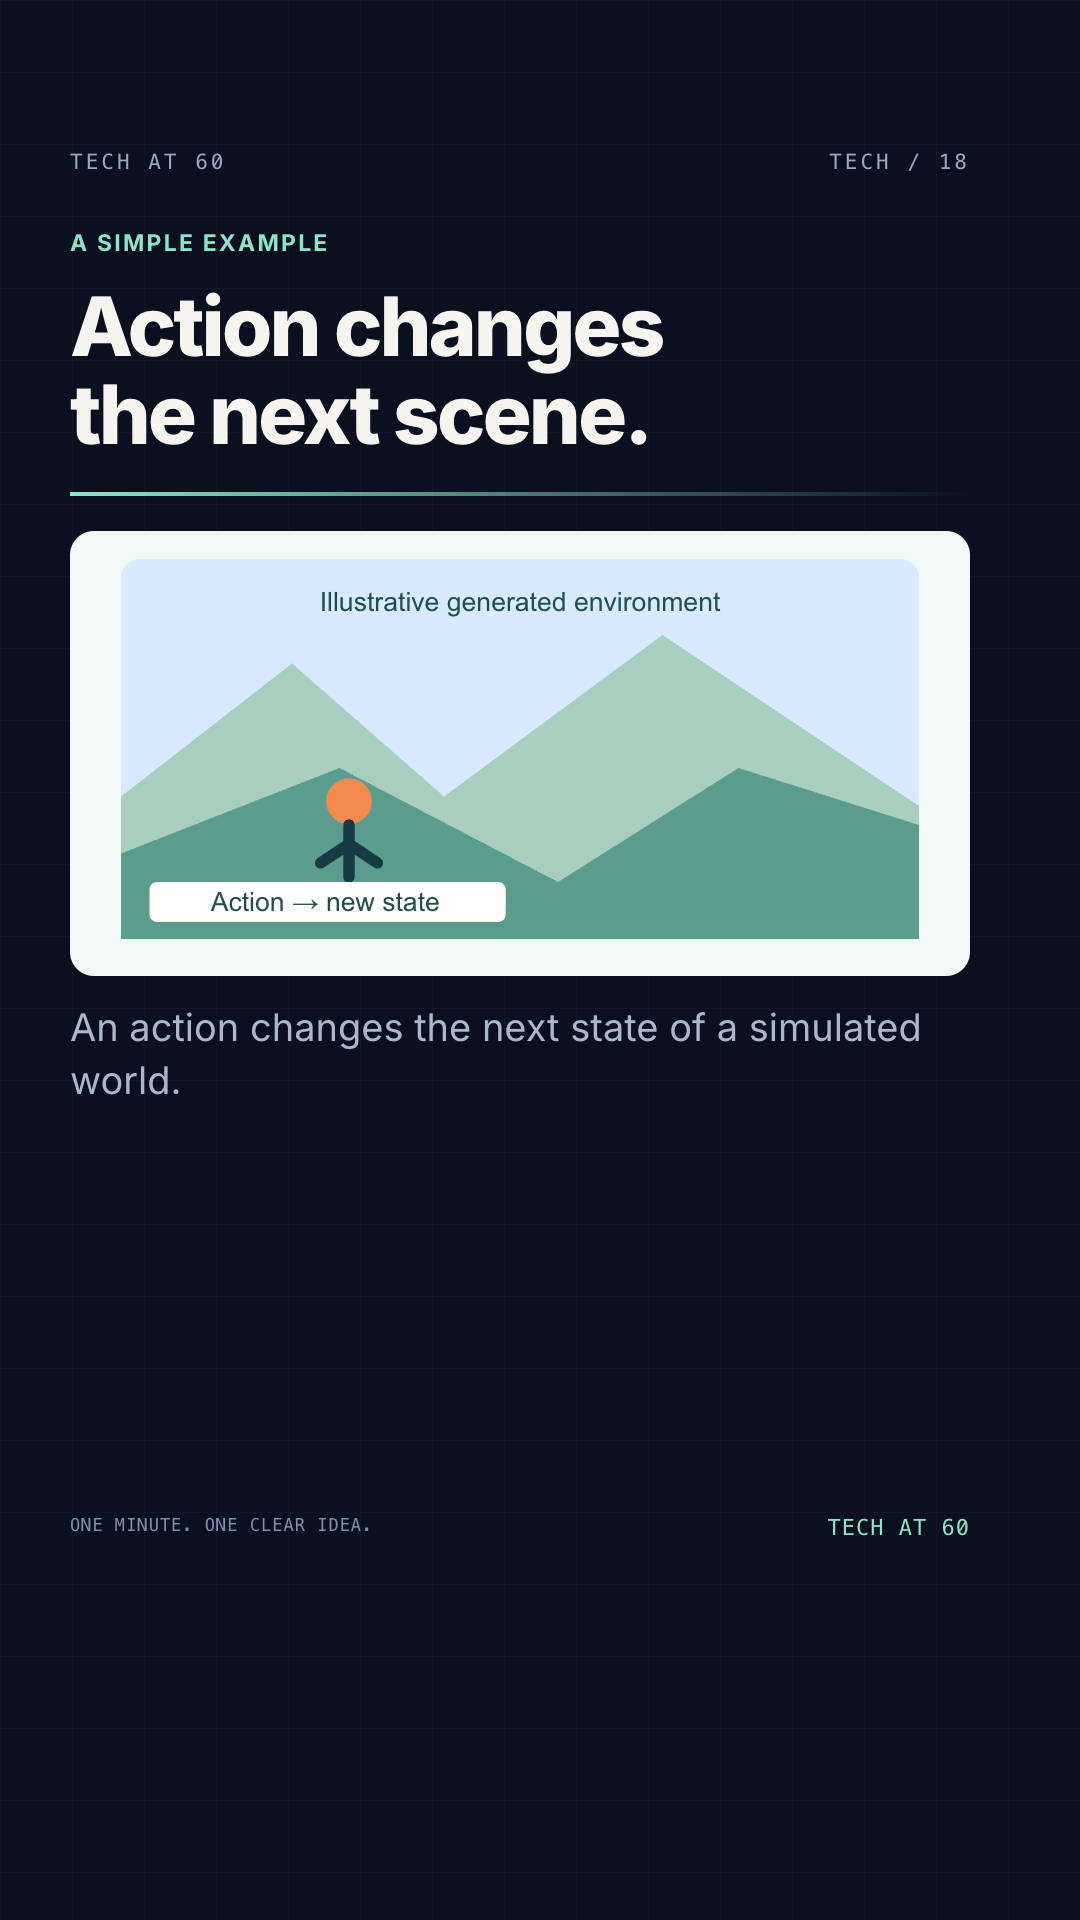 TECH AT 60
TECH / 18
A SIMPLE EXAMPLE
Action changes
the next scene.
Illustrative generated environment
Action → new state
An action changes the next state of a simulated
world.
ONE MINUTE. ONE CLEAR IDEA.
TECH AT 60